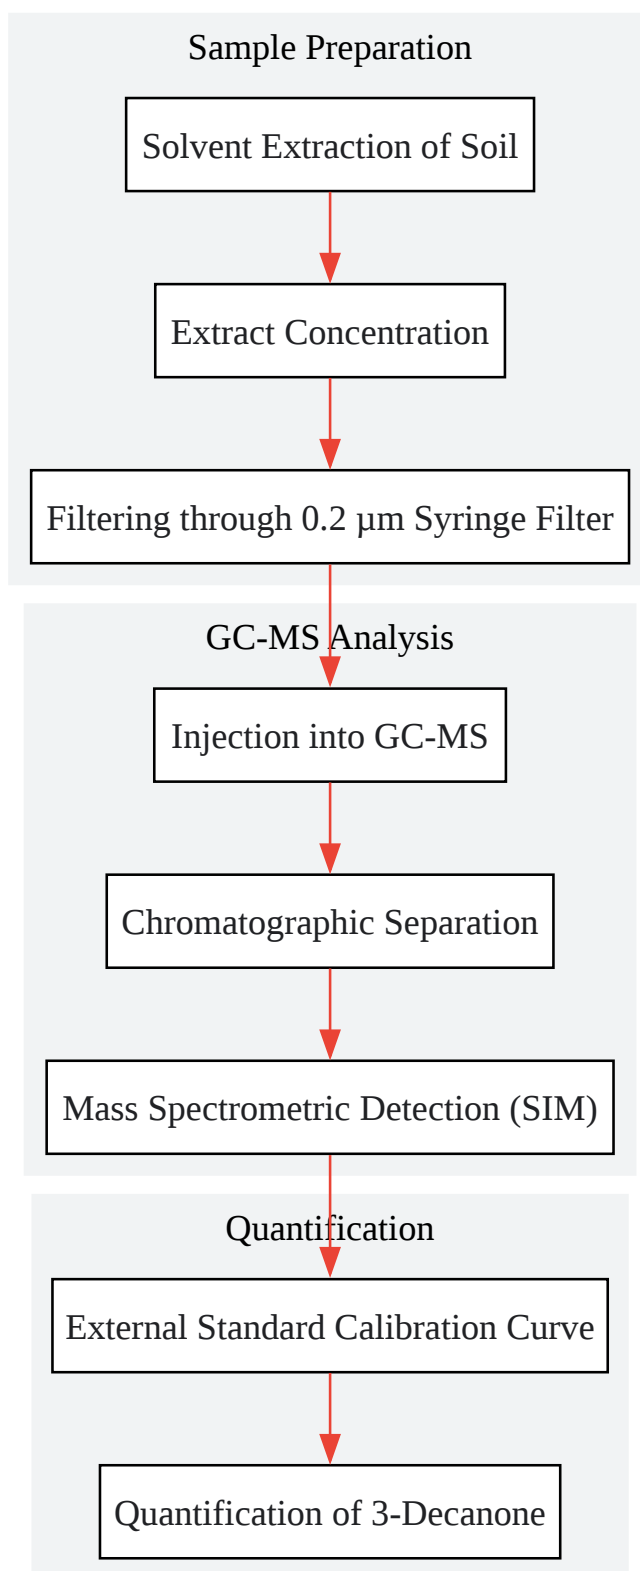 Sample Preparation
Solvent Extraction of Soil
Extract Concentration
Filtering through 0.2 µm Syringe Filter
GC-MS Analysis
Injection into GC-MS
Chromatographic Separation
Mass Spectrometric Detection (SIM)
Quantification
External Standard Calibration Curve
Quantification of 3-Decanone